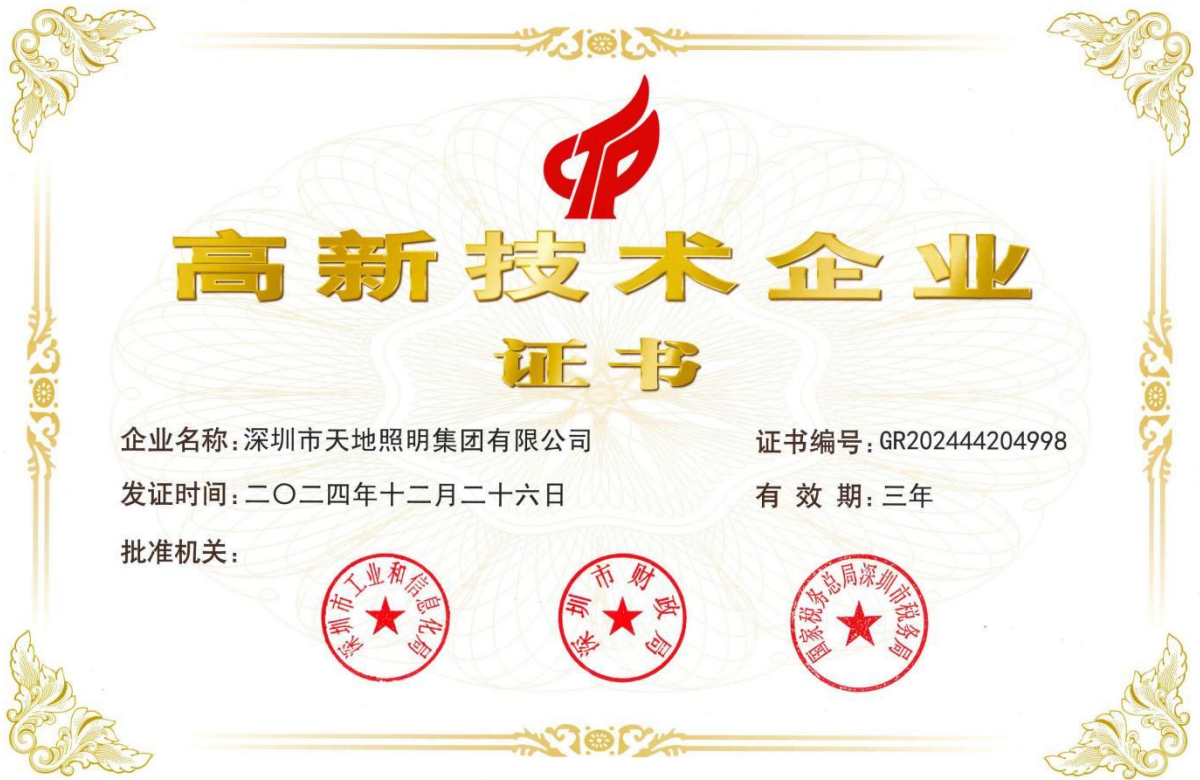 高新技术企业
证书
企业名称:深圳市天地照明集团有限公司
证书编号:GR202444204998
发证时间:二〇二四年十二月二十六日
有效期:三年
批准机关:
深圳市工业和信息化局
深圳市财政局
国家税务总局深圳市税务局